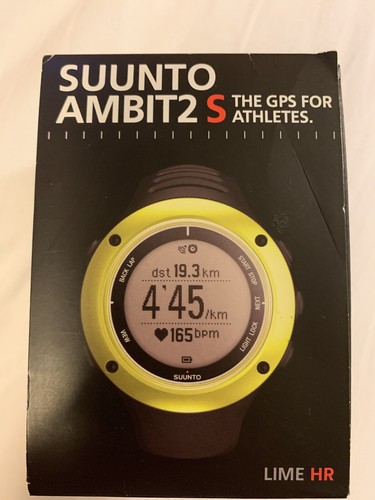 SUUNTO
AMBIT2 S THE GPS FOR
ATHLETES.
BACK LAP
START STOP
dst 19.3 km
4'45/km
NEXT
165 bpm
VIEW
LIGHT LOCK
SUUNTO
LIME HR